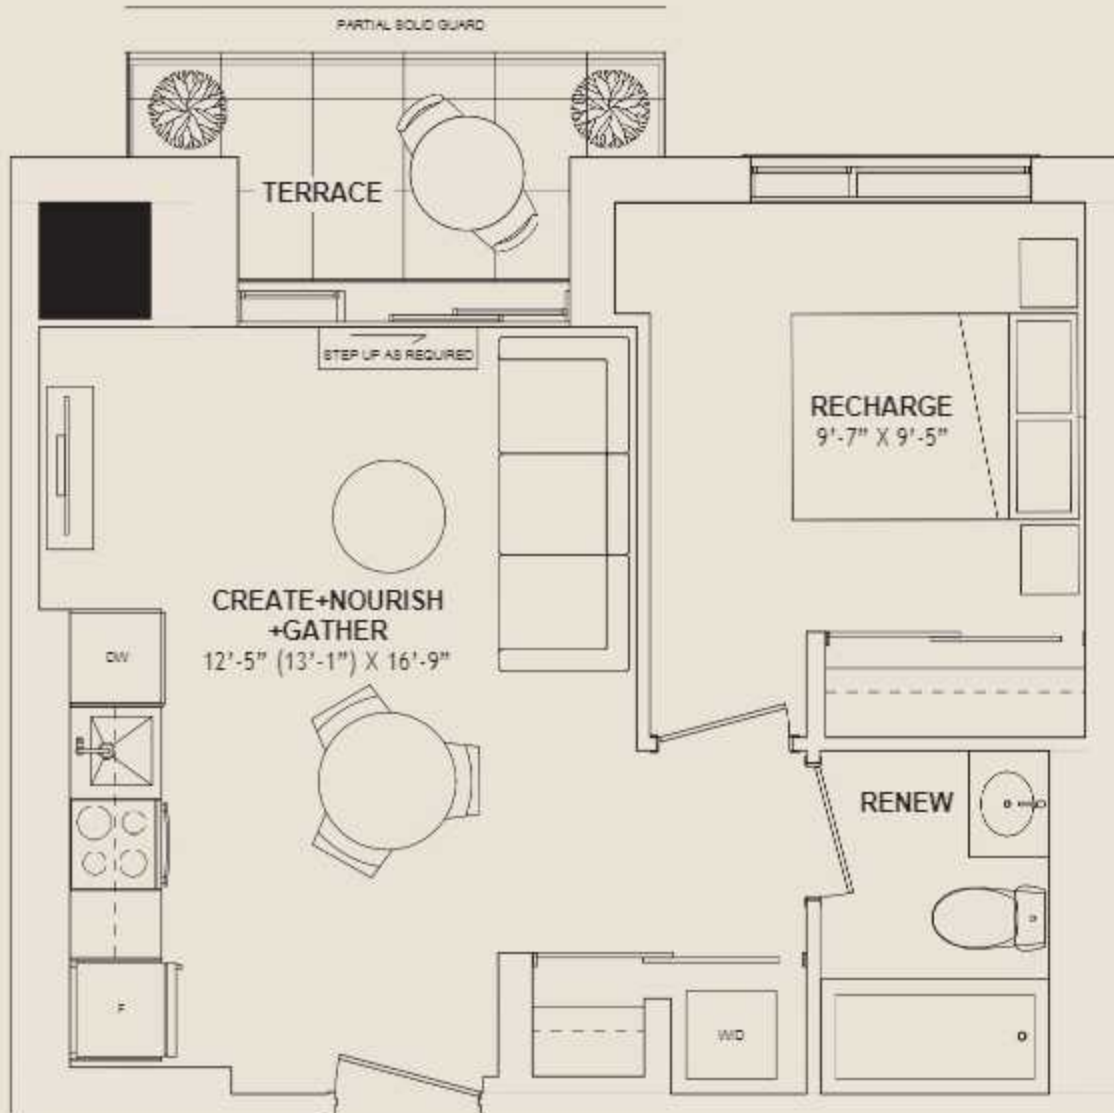 PARTIAL SOLID GUARD
TERRACE
STEP UP AS REQUIRED
RECHARGE
9'-7" X 9'-5"
CREATE+NOURISH
+GATHER
12'-5" (13'-1") X 16'-9"
DW
RENEW
F
W/D